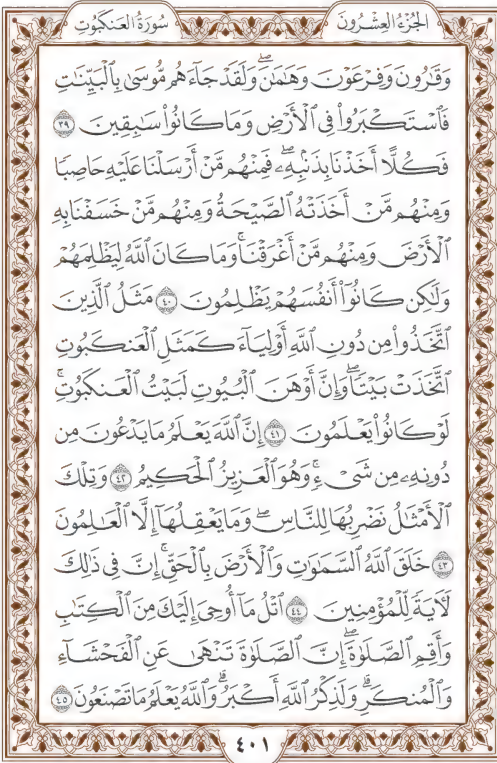 الجُزْءُ العِشْرُونَ سُورَةُ العَنكَبُوتِ
وَقَٰرُونَ وَفِرْعَوْنَ وَهَٰمَٰنَۖ وَلَقَدْ جَآءَهُم مُّوسَىٰ بِٱلْبَيِّنَٰتِ
فَٱسْتَكْبَرُوا۟ فِى ٱلْأَرْضِ وَمَا كَانُوا۟ سَٰبِقِينَ ٣٩
فَكُلًّا أَخَذْنَا بِذَنۢبِهِۦۖ فَمِنْهُم مَّنْ أَرْسَلْنَا عَلَيْهِ حَاصِبًا
وَمِنْهُم مَّنْ أَخَذَتْهُ ٱلصَّيْحَةُ وَمِنْهُم مَّنْ خَسَفْنَا بِهِ
ٱلْأَرْضَ وَمِنْهُم مَّنْ أَغْرَقْنَاۚ وَمَا كَانَ ٱللَّهُ لِيَظْلِمَهُمْ
وَلَٰكِن كَانُوٓا۟ أَنفُسَهُمْ يَظْلِمُونَ ٤٠ مَثَلُ ٱلَّذِينَ
ٱتَّخَذُوا۟ مِن دُونِ ٱللَّهِ أَوْلِيَآءَ كَمَثَلِ ٱلْعَنكَبُوتِ
ٱتَّخَذَتْ بَيْتًاۖ وَإِنَّ أَوْهَنَ ٱلْبُيُوتِ لَبَيْتُ ٱلْعَنكَبُوتِۚ
لَوْ كَانُوا۟ يَعْلَمُونَ ٤١ إِنَّ ٱللَّهَ يَعْلَمُ مَا يَدْعُونَ مِن
دُونِهِۦ مِن شَىْءٍۚ وَهُوَ ٱلْعَزِيزُ ٱلْحَكِيمُ ٤٢ وَتِلْكَ
ٱلْأَمْثَٰلُ نَضْرِبُهَا لِلنَّاسِۖ وَمَا يَعْقِلُهَآ إِلَّا ٱلْعَٰلِمُونَ
٤٣ خَلَقَ ٱللَّهُ ٱلسَّمَٰوَٰتِ وَٱلْأَرْضَ بِٱلْحَقِّۚ إِنَّ فِى ذَٰلِكَ
لَءَايَةً لِّلْمُؤْمِنِينَ ٤٤ ٱتْلُ مَآ أُوحِىَ إِلَيْكَ مِنَ ٱلْكِتَٰبِ
وَأَقِمِ ٱلصَّلَوٰةَۖ إِنَّ ٱلصَّلَوٰةَ تَنْهَىٰ عَنِ ٱلْفَحْشَآءِ
وَٱلْمُنكَرِۗ وَلَذِكْرُ ٱللَّهِ أَكْبَرُۗ وَٱللَّهُ يَعْلَمُ مَا تَصْنَعُونَ ٤٥
٤٠١